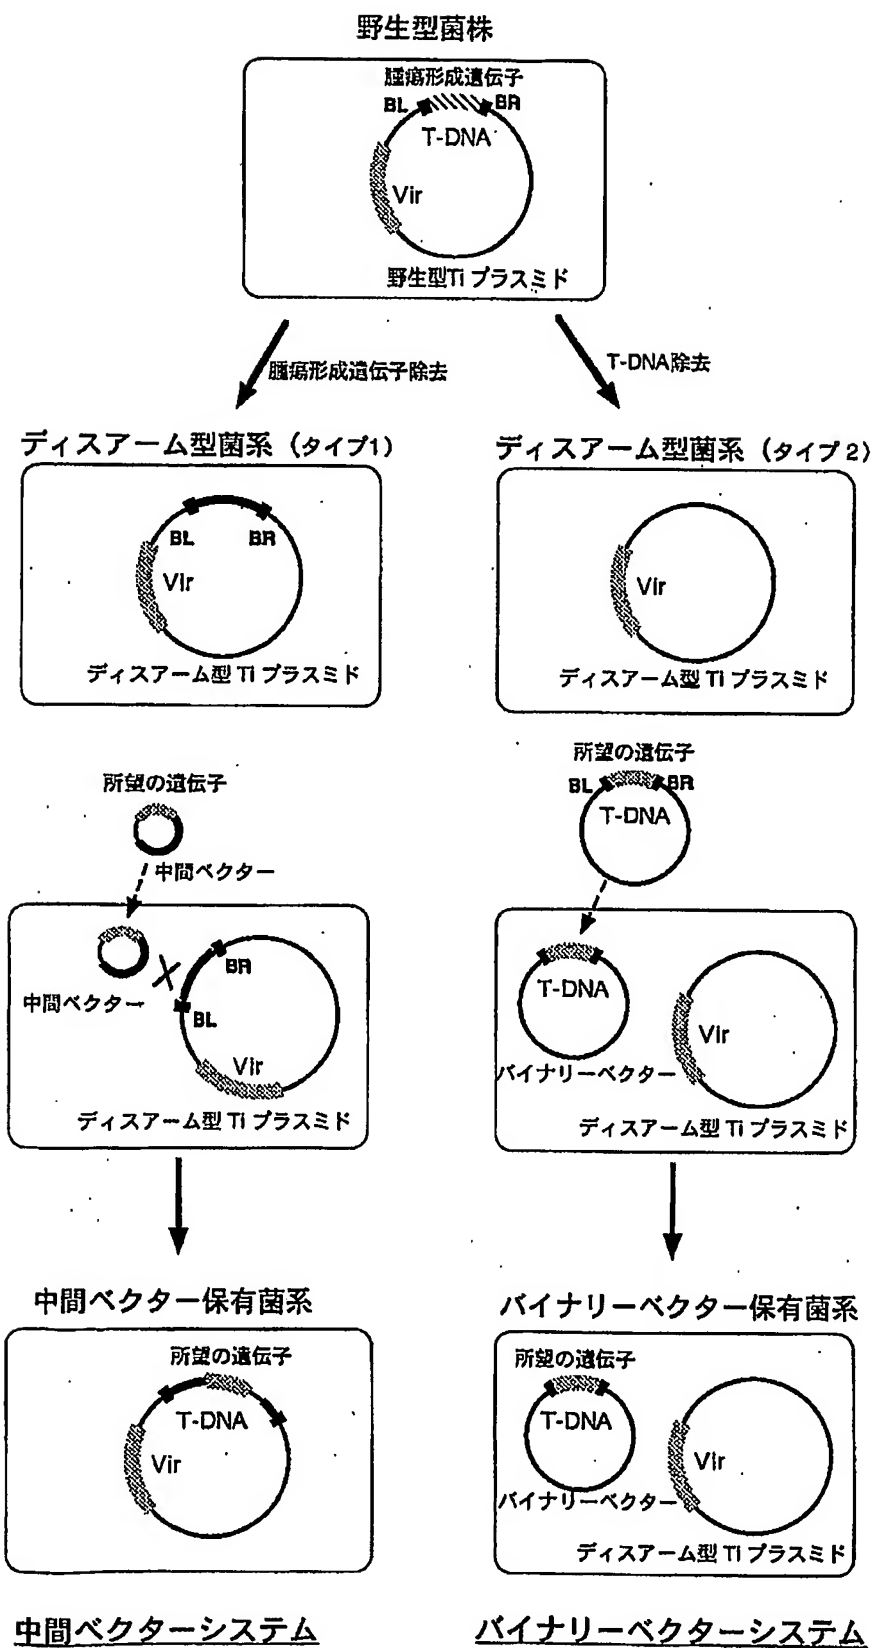 野生型菌株
腫瘍形成遺伝子
BL
BR
T-DNA
Vir
野生型Ti プラスミド
腫瘍形成遺伝子除去
T-DNA除去
ディスアーム型菌系 (タイプ1)
BL
BR
Vir
ディスアーム型 Ti プラスミド
ディスアーム型菌系 (タイプ 2)
Vir
ディスアーム型 Ti プラスミド
所望の遺伝子
中間ベクター
中間ベクター
BR
BL
Vir
ディスアーム型 Ti プラスミド
所望の遺伝子
BL
BR
T-DNA
T-DNA
バイナリーベクター
Vir
ディスアーム型 Ti プラスミド
中間ベクター保有菌系
所望の遺伝子
T-DNA
Vir
バイナリーベクター保有菌系
所望の遺伝子
T-DNA
バイナリーベクター
Vir
ディスアーム型 Ti プラスミド
中間ベクターシステム
バイナリーベクターシステム